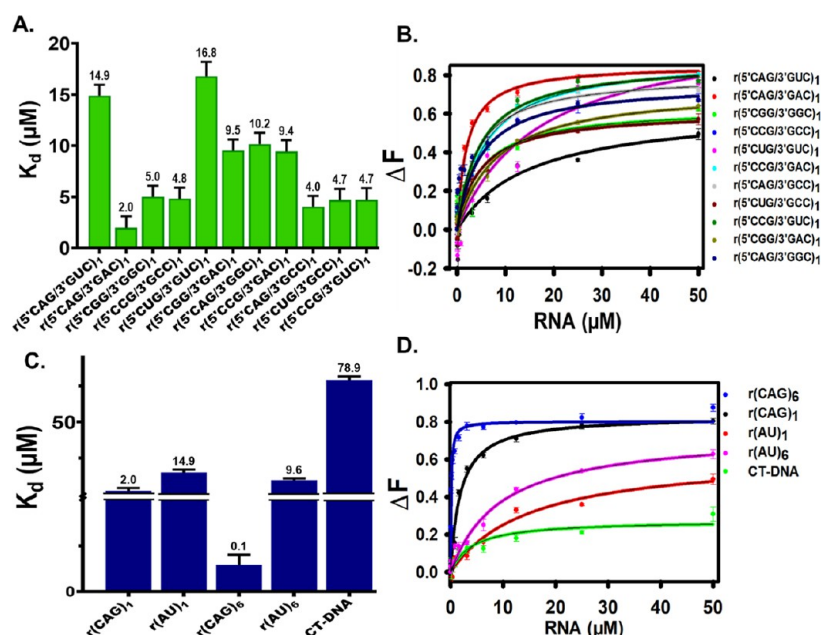 A.
K_d (µM)
20
15
10
5
0
14.9
2.0
5.0
4.8
16.8
9.5
10.2
9.4
4.0
4.7
4.7
r(5'CAG/3'GUC)₁
r(5'CAG/3'GAC)₁
r(5'CGG/3'GGC)₁
r(5'CCG/3'GCC)₁
r(5'CUG/3'GUC)₁
r(5'CGG/3'GAC)₁
r(5'CAG/3'GGC)₁
r(5'CCG/3'GAC)₁
r(5'CAG/3'GCC)₁
r(5'CUG/3'GCC)₁
r(5'CCG/3'GUC)₁
B.
Δ F
0.8
0.6
0.4
0.2
0.0
-0.2
0
10
20
30
40
50
RNA (µM)
r(5'CAG/3'GUC)₁
r(5'CAG/3'GAC)₁
r(5'CGG/3'GGC)₁
r(5'CCG/3'GCC)₁
r(5'CUG/3'GUC)₁
r(5'CCG/3'GAC)₁
r(5'CAG/3'GCC)₁
r(5'CUG/3'GCC)₁
r(5'CCG/3'GUC)₁
r(5'CGG/3'GAC)₁
r(5'CAG/3'GGC)₁
C.
K_d (µM)
50
0
2.0
14.9
0.1
9.6
78.9
r(CAG)₁
r(AU)₁
r(CAG)₆
r(AU)₆
CT-DNA
D.
Δ F
1.0
0.8
0.6
0.4
0.2
0.0
0
10
20
30
40
50
RNA (µM)
r(CAG)₆
r(CAG)₁
r(AU)₁
r(AU)₆
CT-DNA